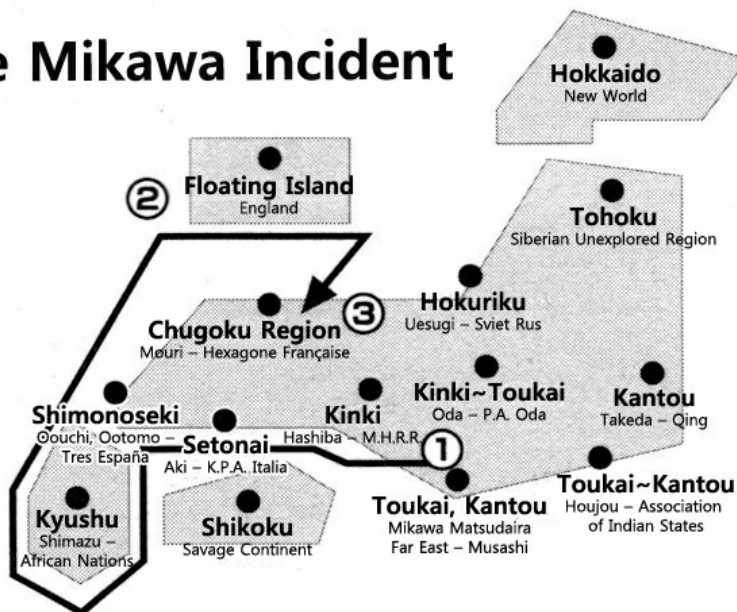 e Mikawa Incident
Hokkaido
New World
②
Floating Island
England
Tohoku
Siberian Unexplored Region
Hokuriku
Uesugi – Sviet Rus
Chugoku Region
③
Mouri – Hexagone Française
Shimonoseki
Oouchi, Ootomo –
Tres España
Setonai
Aki – K.P.A. Italia
Kinki
Hashiba – M.H.R.R.
Kinki~Toukai
Oda – P.A. Oda
Kantou
Takeda – Qing
①
Kyushu
Shimazu –
African Nations
Shikoku
Savage Continent
Toukai, Kantou
Mikawa Matsudaira
Far East – Musashi
Toukai~Kantou
Houjou – Association
of Indian States